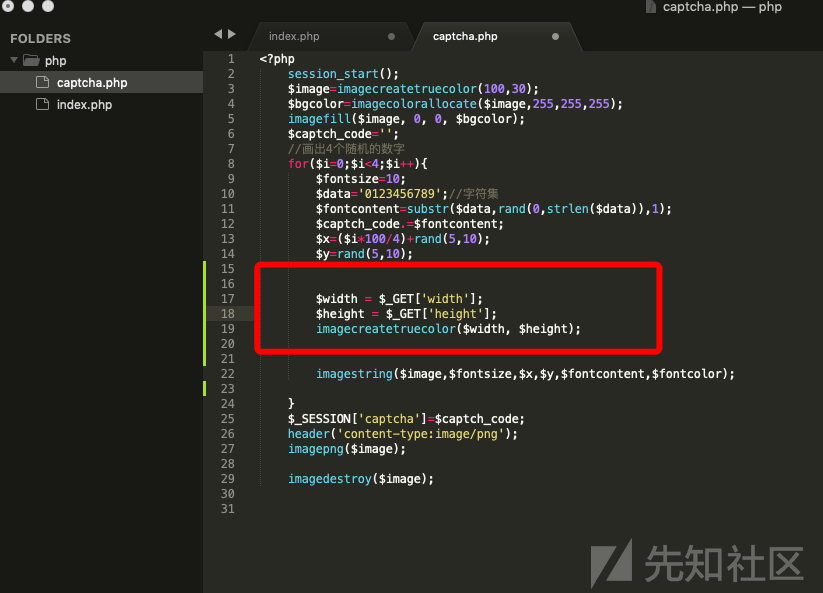 captcha.php — php
FOLDERS
php
captcha.php
index.php
index.php
captcha.php
1 <?php
2 session_start();
3 $image=imagecreatetruecolor(100,30);
4 $bgcolor=imagecolorallocate($image,255,255,255);
5 imagefill($image, 0, 0, $bgcolor);
6 $captch_code='';
7 //画出4个随机的数字
8 for($i=0;$i<4;$i++){
9 $fontsize=10;
10 $data='0123456789';//字符集
11 $fontcontent=substr($data,rand(0,strlen($data)),1);
12 $captch_code.=$fontcontent;
13 $x=($i*100/4)+rand(5,10);
14 $y=rand(5,10);
15
16
17 $width = $_GET['width'];
18 $height = $_GET['height'];
19 imagecreatetruecolor($width, $height);
20
21
22 imagestring($image,$fontsize,$x,$y,$fontcontent,$fontcolor);
23
24 }
25 $_SESSION['captcha']=$captch_code;
26 header('content-type:image/png');
27 imagepng($image);
28
29 imagedestroy($image);
30
31
先知社区